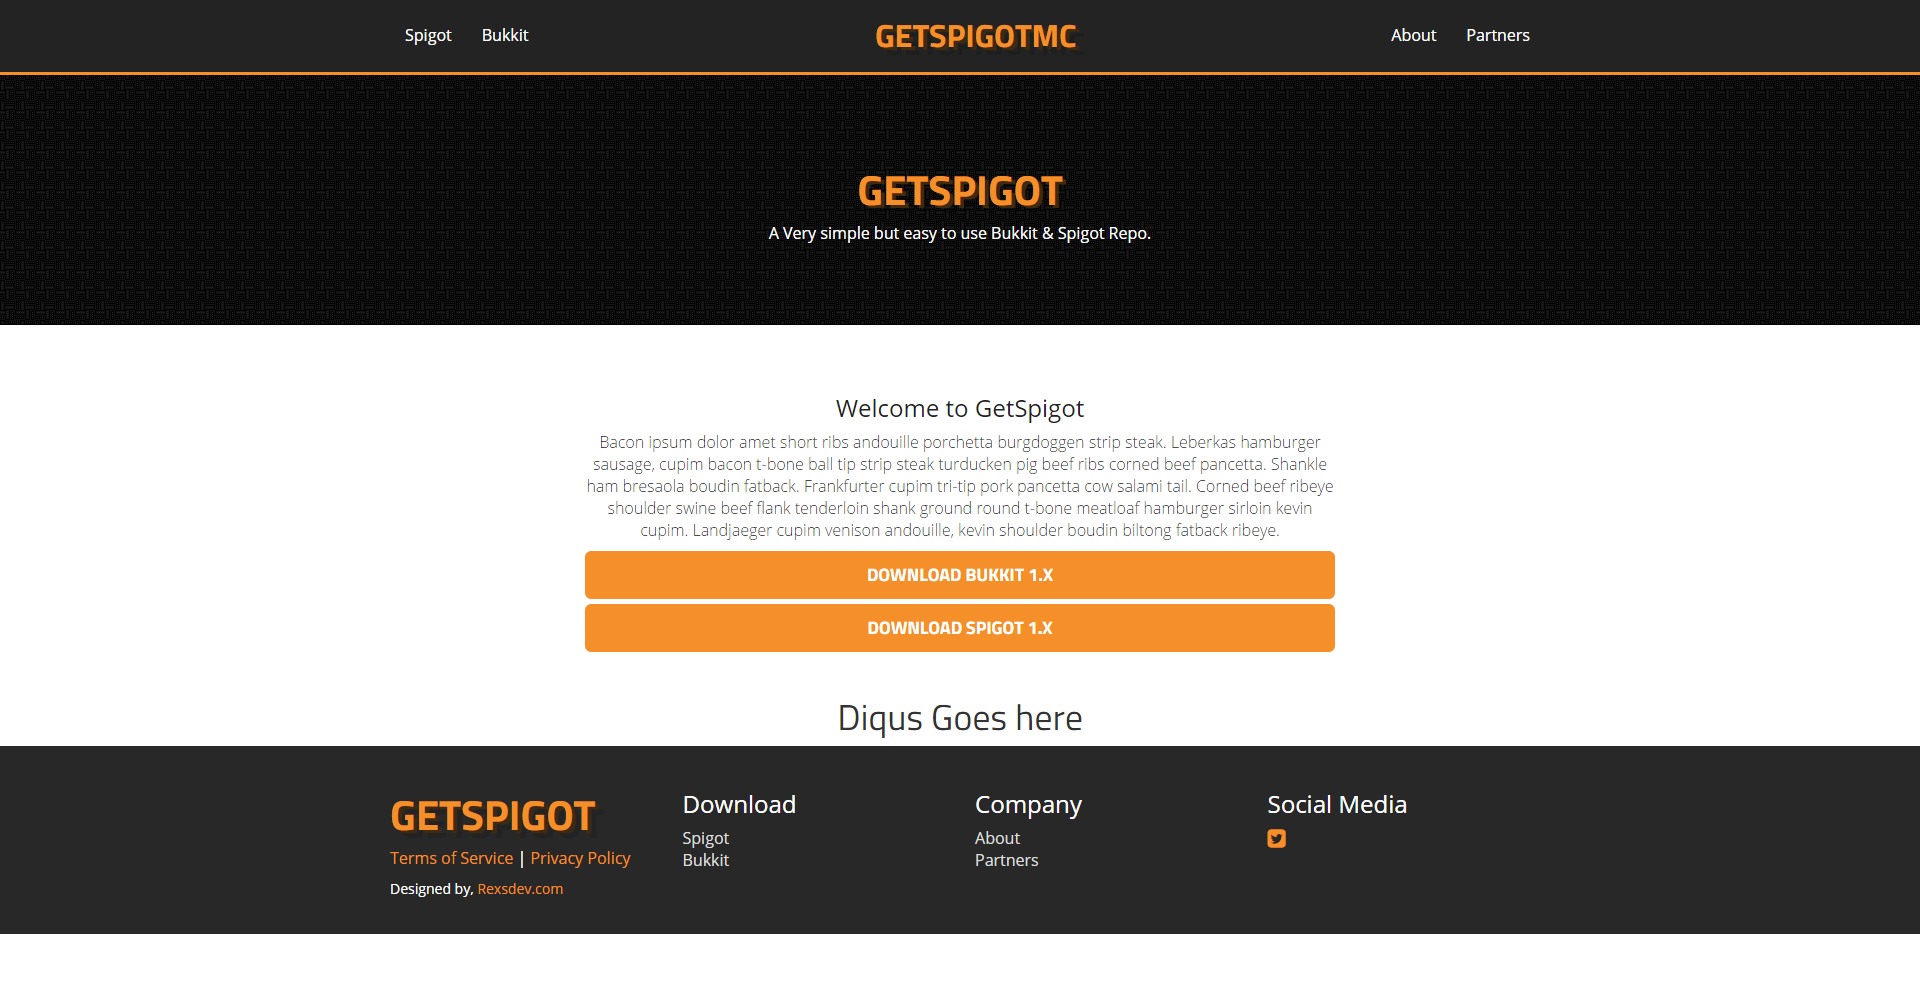 Spigot Bukkit GETSPIGOTMC About Partners
GETSPIGOT
A Very simple but easy to use Bukkit & Spigot Repo.
Welcome to GetSpigot
Bacon ipsum dolor amet short ribs andouille porchetta burgdoggen strip steak. Leberkas hamburger
sausage, cupim bacon t-bone ball tip strip steak turducken pig beef ribs corned beef pancetta. Shankle
ham bresaola boudin fatback. Frankfurter cupim tri-tip pork pancetta cow salami tail. Corned beef ribeye
shoulder swine beef flank tenderloin shank ground round t-bone meatloaf hamburger sirloin kevin
cupim. Landjaeger cupim venison andouille, kevin shoulder boudin biltong fatback ribeye.
DOWNLOAD BUKKIT 1.X
DOWNLOAD SPIGOT 1.X
Diqus Goes here
GETSPIGOT
Terms of Service | Privacy Policy
Designed by, Rexsdev.com
Download
Spigot
Bukkit
Company
About
Partners
Social Media